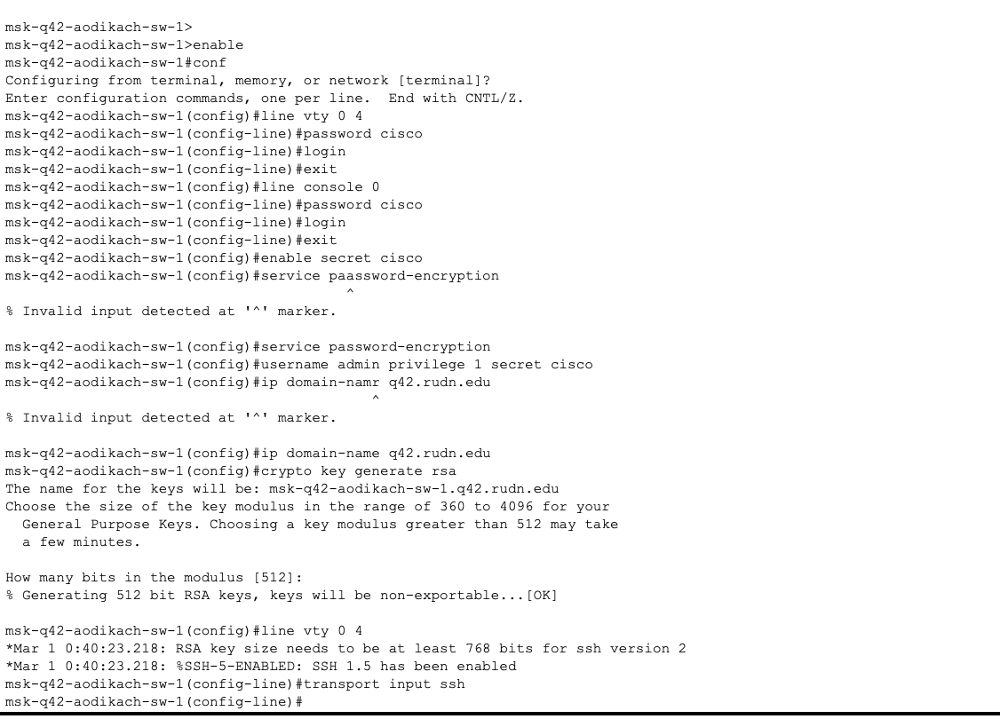 msk-q42-aodikach-sw-1>
msk-q42-aodikach-sw-1>enable
msk-q42-aodikach-sw-1#conf
Configuring from terminal, memory, or network [terminal]?
Enter configuration commands, one per line.  End with CNTL/Z.
msk-q42-aodikach-sw-1(config)#line vty 0 4
msk-q42-aodikach-sw-1(config-line)#password cisco
msk-q42-aodikach-sw-1(config-line)#login
msk-q42-aodikach-sw-1(config-line)#exit
msk-q42-aodikach-sw-1(config)#line console 0
msk-q42-aodikach-sw-1(config-line)#password cisco
msk-q42-aodikach-sw-1(config-line)#login
msk-q42-aodikach-sw-1(config-line)#exit
msk-q42-aodikach-sw-1(config)#enable secret cisco
msk-q42-aodikach-sw-1(config)#service paassword-encryption
^
% Invalid input detected at '^' marker.
msk-q42-aodikach-sw-1(config)#service password-encryption
msk-q42-aodikach-sw-1(config)#username admin privilege 1 secret cisco
msk-q42-aodikach-sw-1(config)#ip domain-namr q42.rudn.edu
^
% Invalid input detected at '^' marker.
msk-q42-aodikach-sw-1(config)#ip domain-name q42.rudn.edu
msk-q42-aodikach-sw-1(config)#crypto key generate rsa
The name for the keys will be: msk-q42-aodikach-sw-1.q42.rudn.edu
Choose the size of the key modulus in the range of 360 to 4096 for your
General Purpose Keys. Choosing a key modulus greater than 512 may take
a few minutes.
How many bits in the modulus [512]:
% Generating 512 bit RSA keys, keys will be non-exportable...[OK]
msk-q42-aodikach-sw-1(config)#line vty 0 4
*Mar 1 0:40:23.218: RSA key size needs to be at least 768 bits for ssh version 2
*Mar 1 0:40:23.218: %SSH-5-ENABLED: SSH 1.5 has been enabled
msk-q42-aodikach-sw-1(config-line)#transport input ssh
msk-q42-aodikach-sw-1(config-line)#